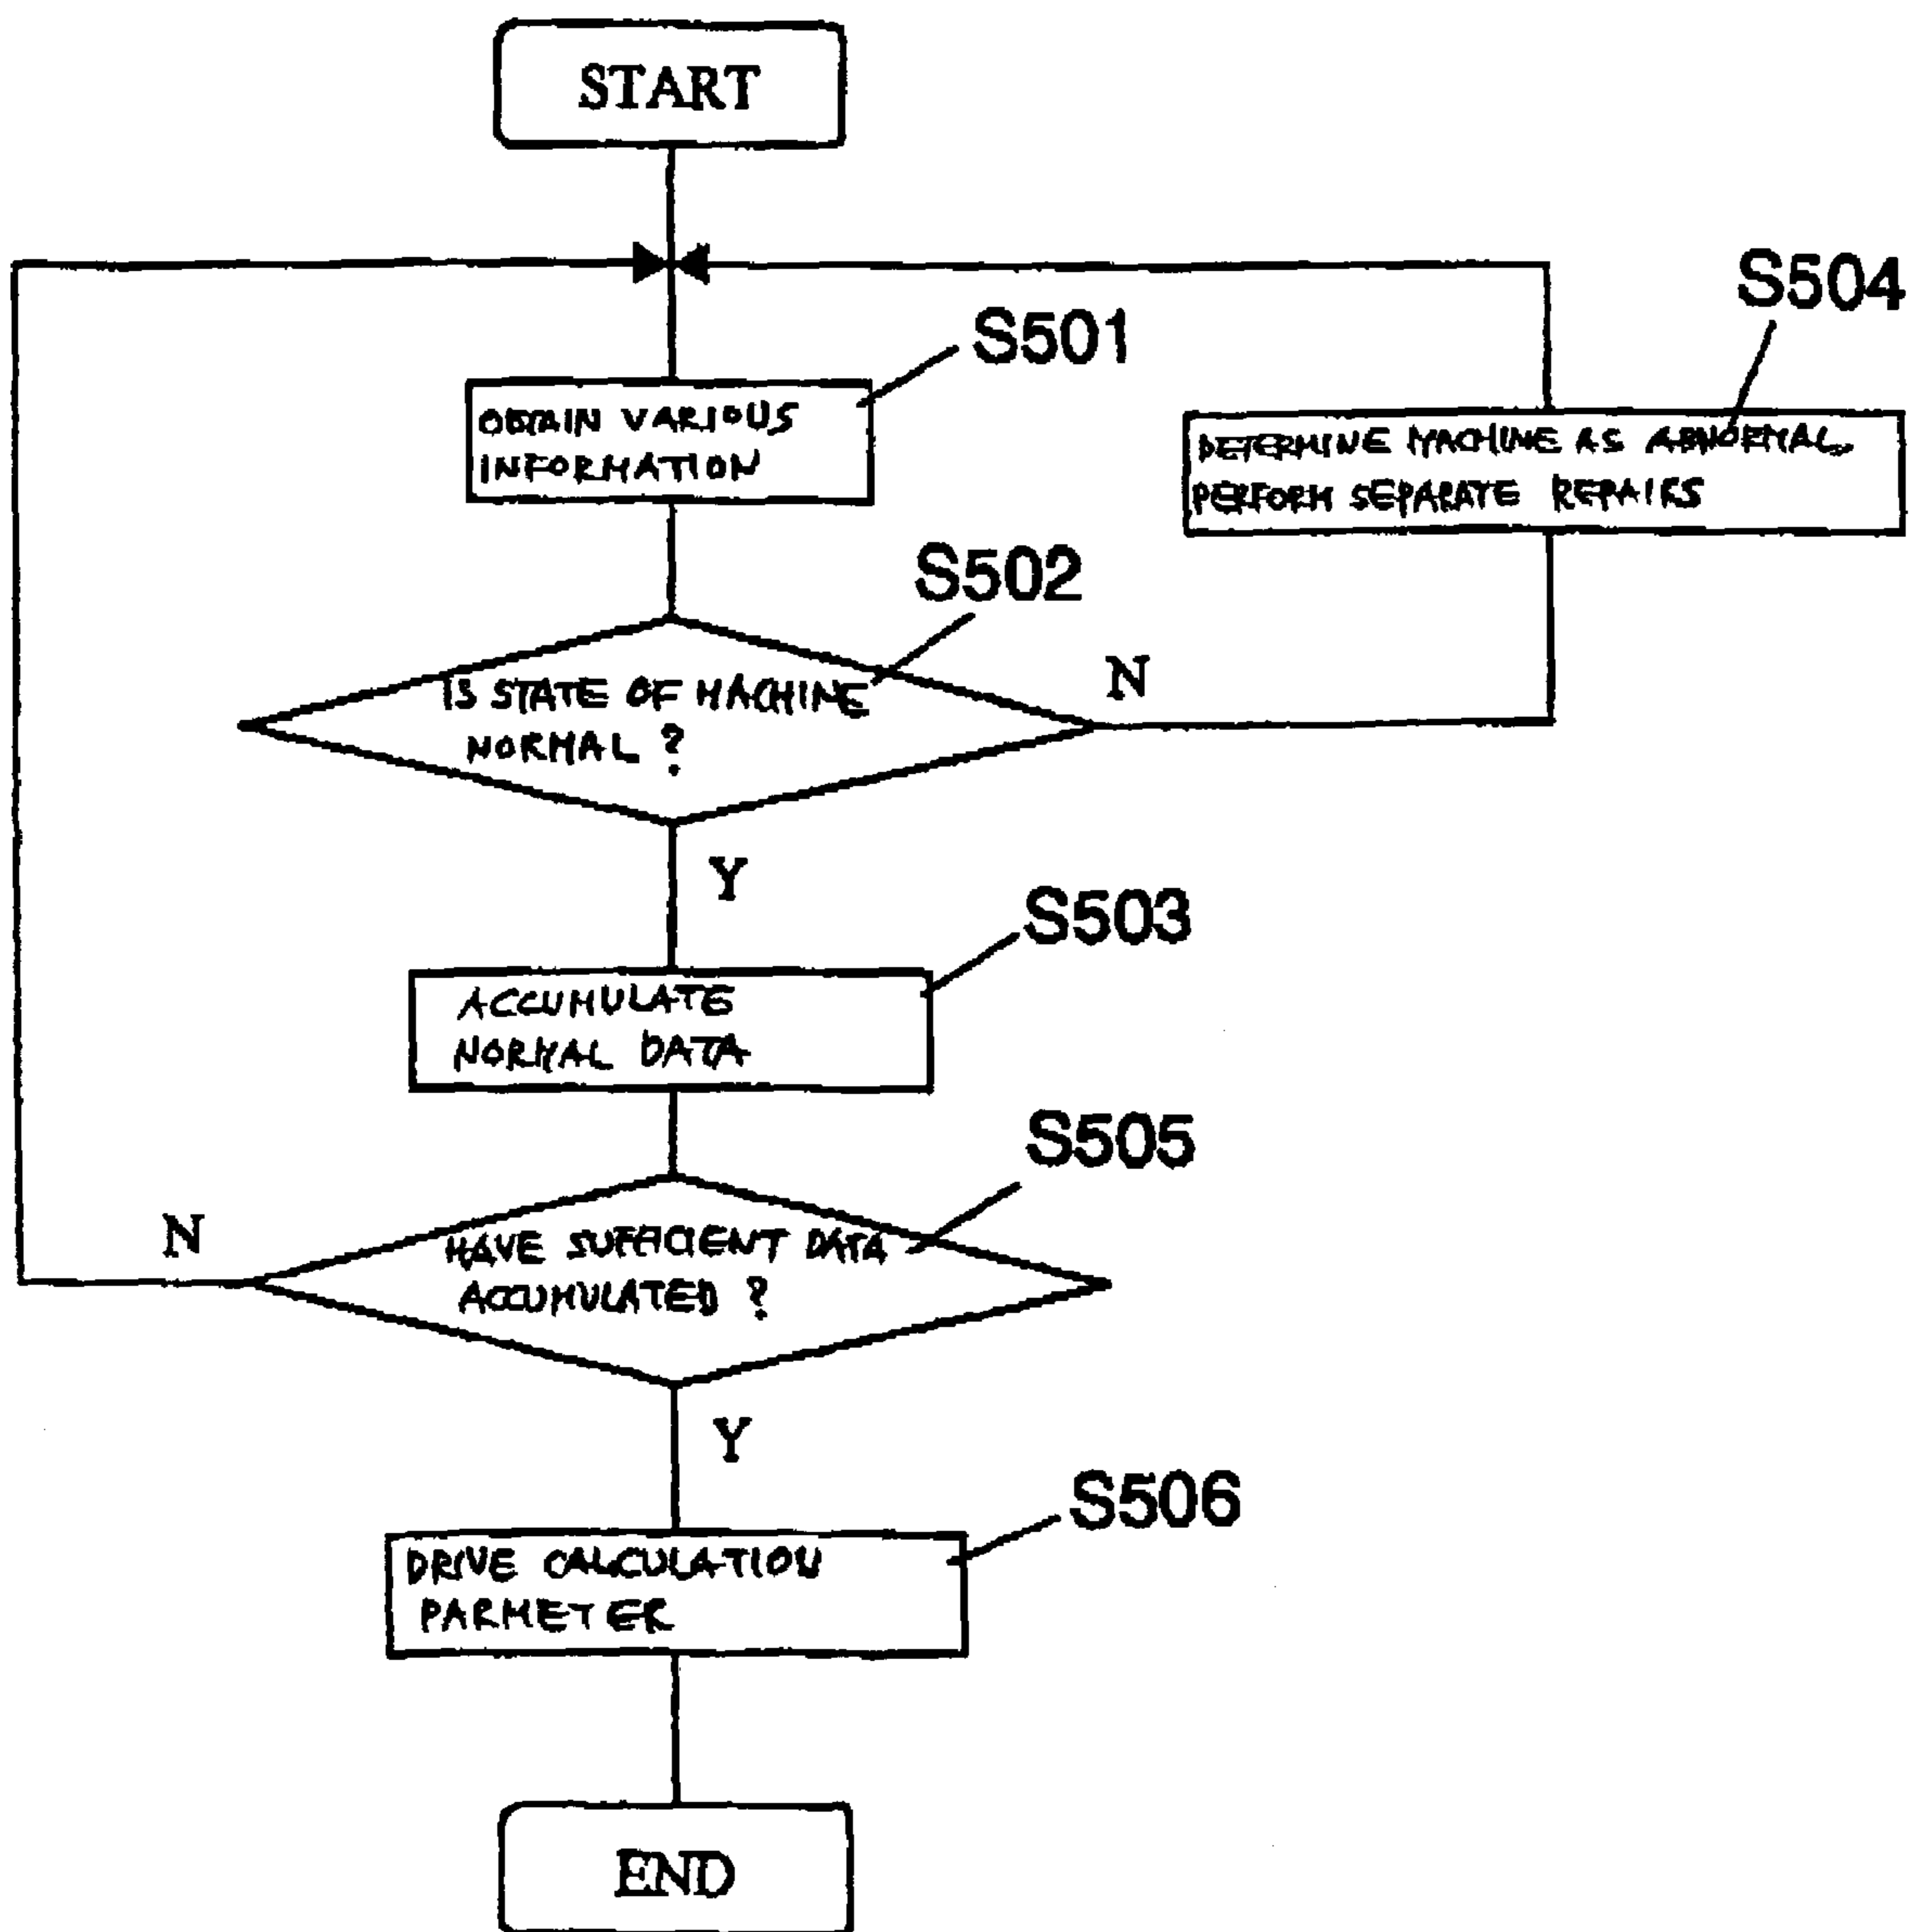 START
S501
OBTAIN VARIOUS
INFORMATION
S504
DETERMINE MACHINE AS ABNORMAL,
PERFORM SEPARATE REPAIRS
S502
IS STATE OF MACHINE
NORMAL ?
N
Y
S503
ACCUMULATE
NORMAL DATA
S505
HAVE SUFFICIENT DATA
ACCUMULATED ?
N
Y
S506
DRIVE CALCULATION
PARMETER
END